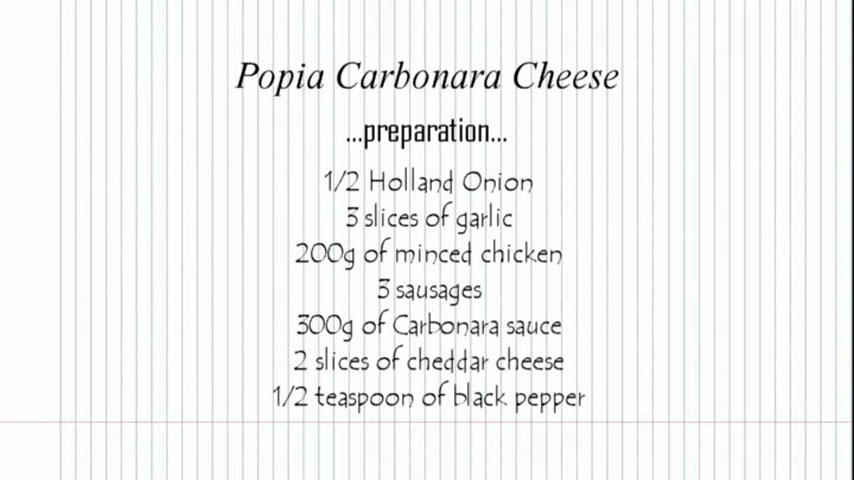 Popia Carbonara Cheese
...preparation...
1/2 Holland Onion
3 slices of garlic
200g of minced chicken
3 sausages
300g of Carbonara sauce
2 slices of cheddar cheese
1/2 teaspoon of black pepper